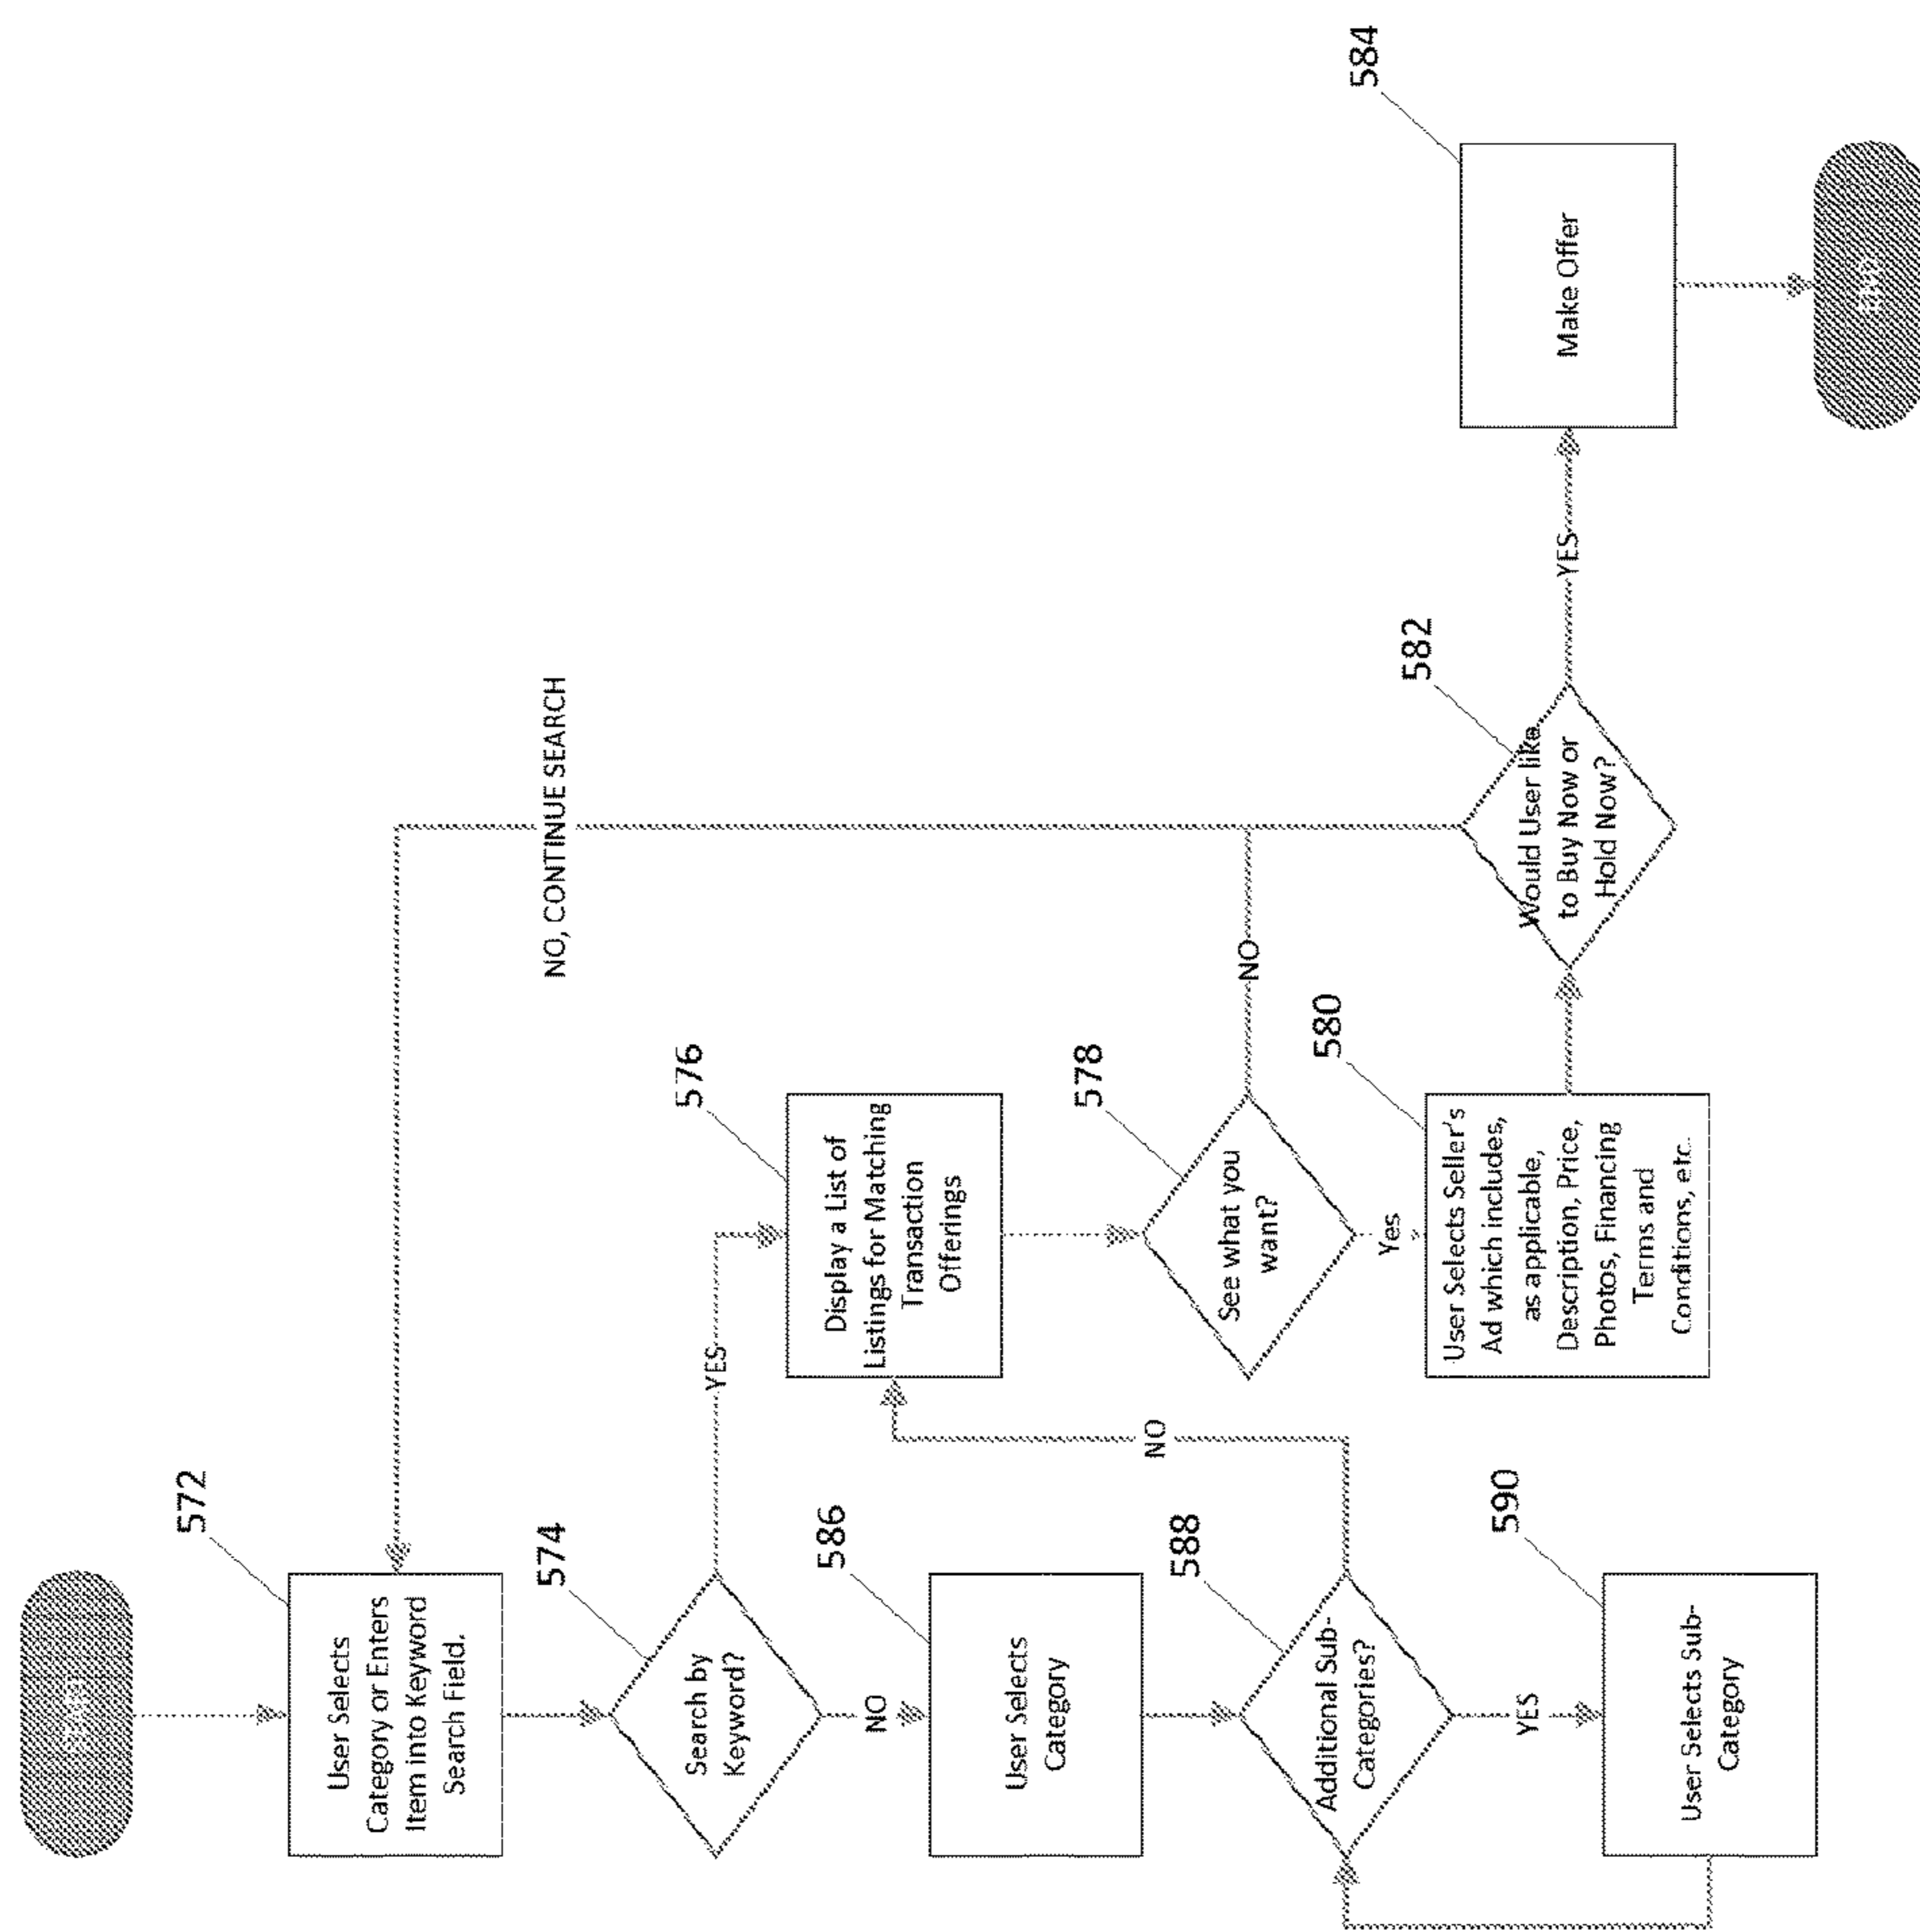 572
User Selects
Category or Enters
Item into Keyword
Search Field.
574
Search by
Keyword?
YES
NO
586
User Selects
Category
588
Additional Sub-
Categories?
NO
YES
590
User Selects Sub-
Category
576
Display a List of
Listings for Matching
Transaction
Offerings
578
See what you
want?
NO
Yes
580
User Selects Seller's
Ad which includes,
as applicable,
Description, Price,
Photos, Financing
Terms and
Conditions, etc.
NO, CONTINUE SEARCH
582
Would User like
to Buy Now or
Hold Now?
YES
584
Make Offer